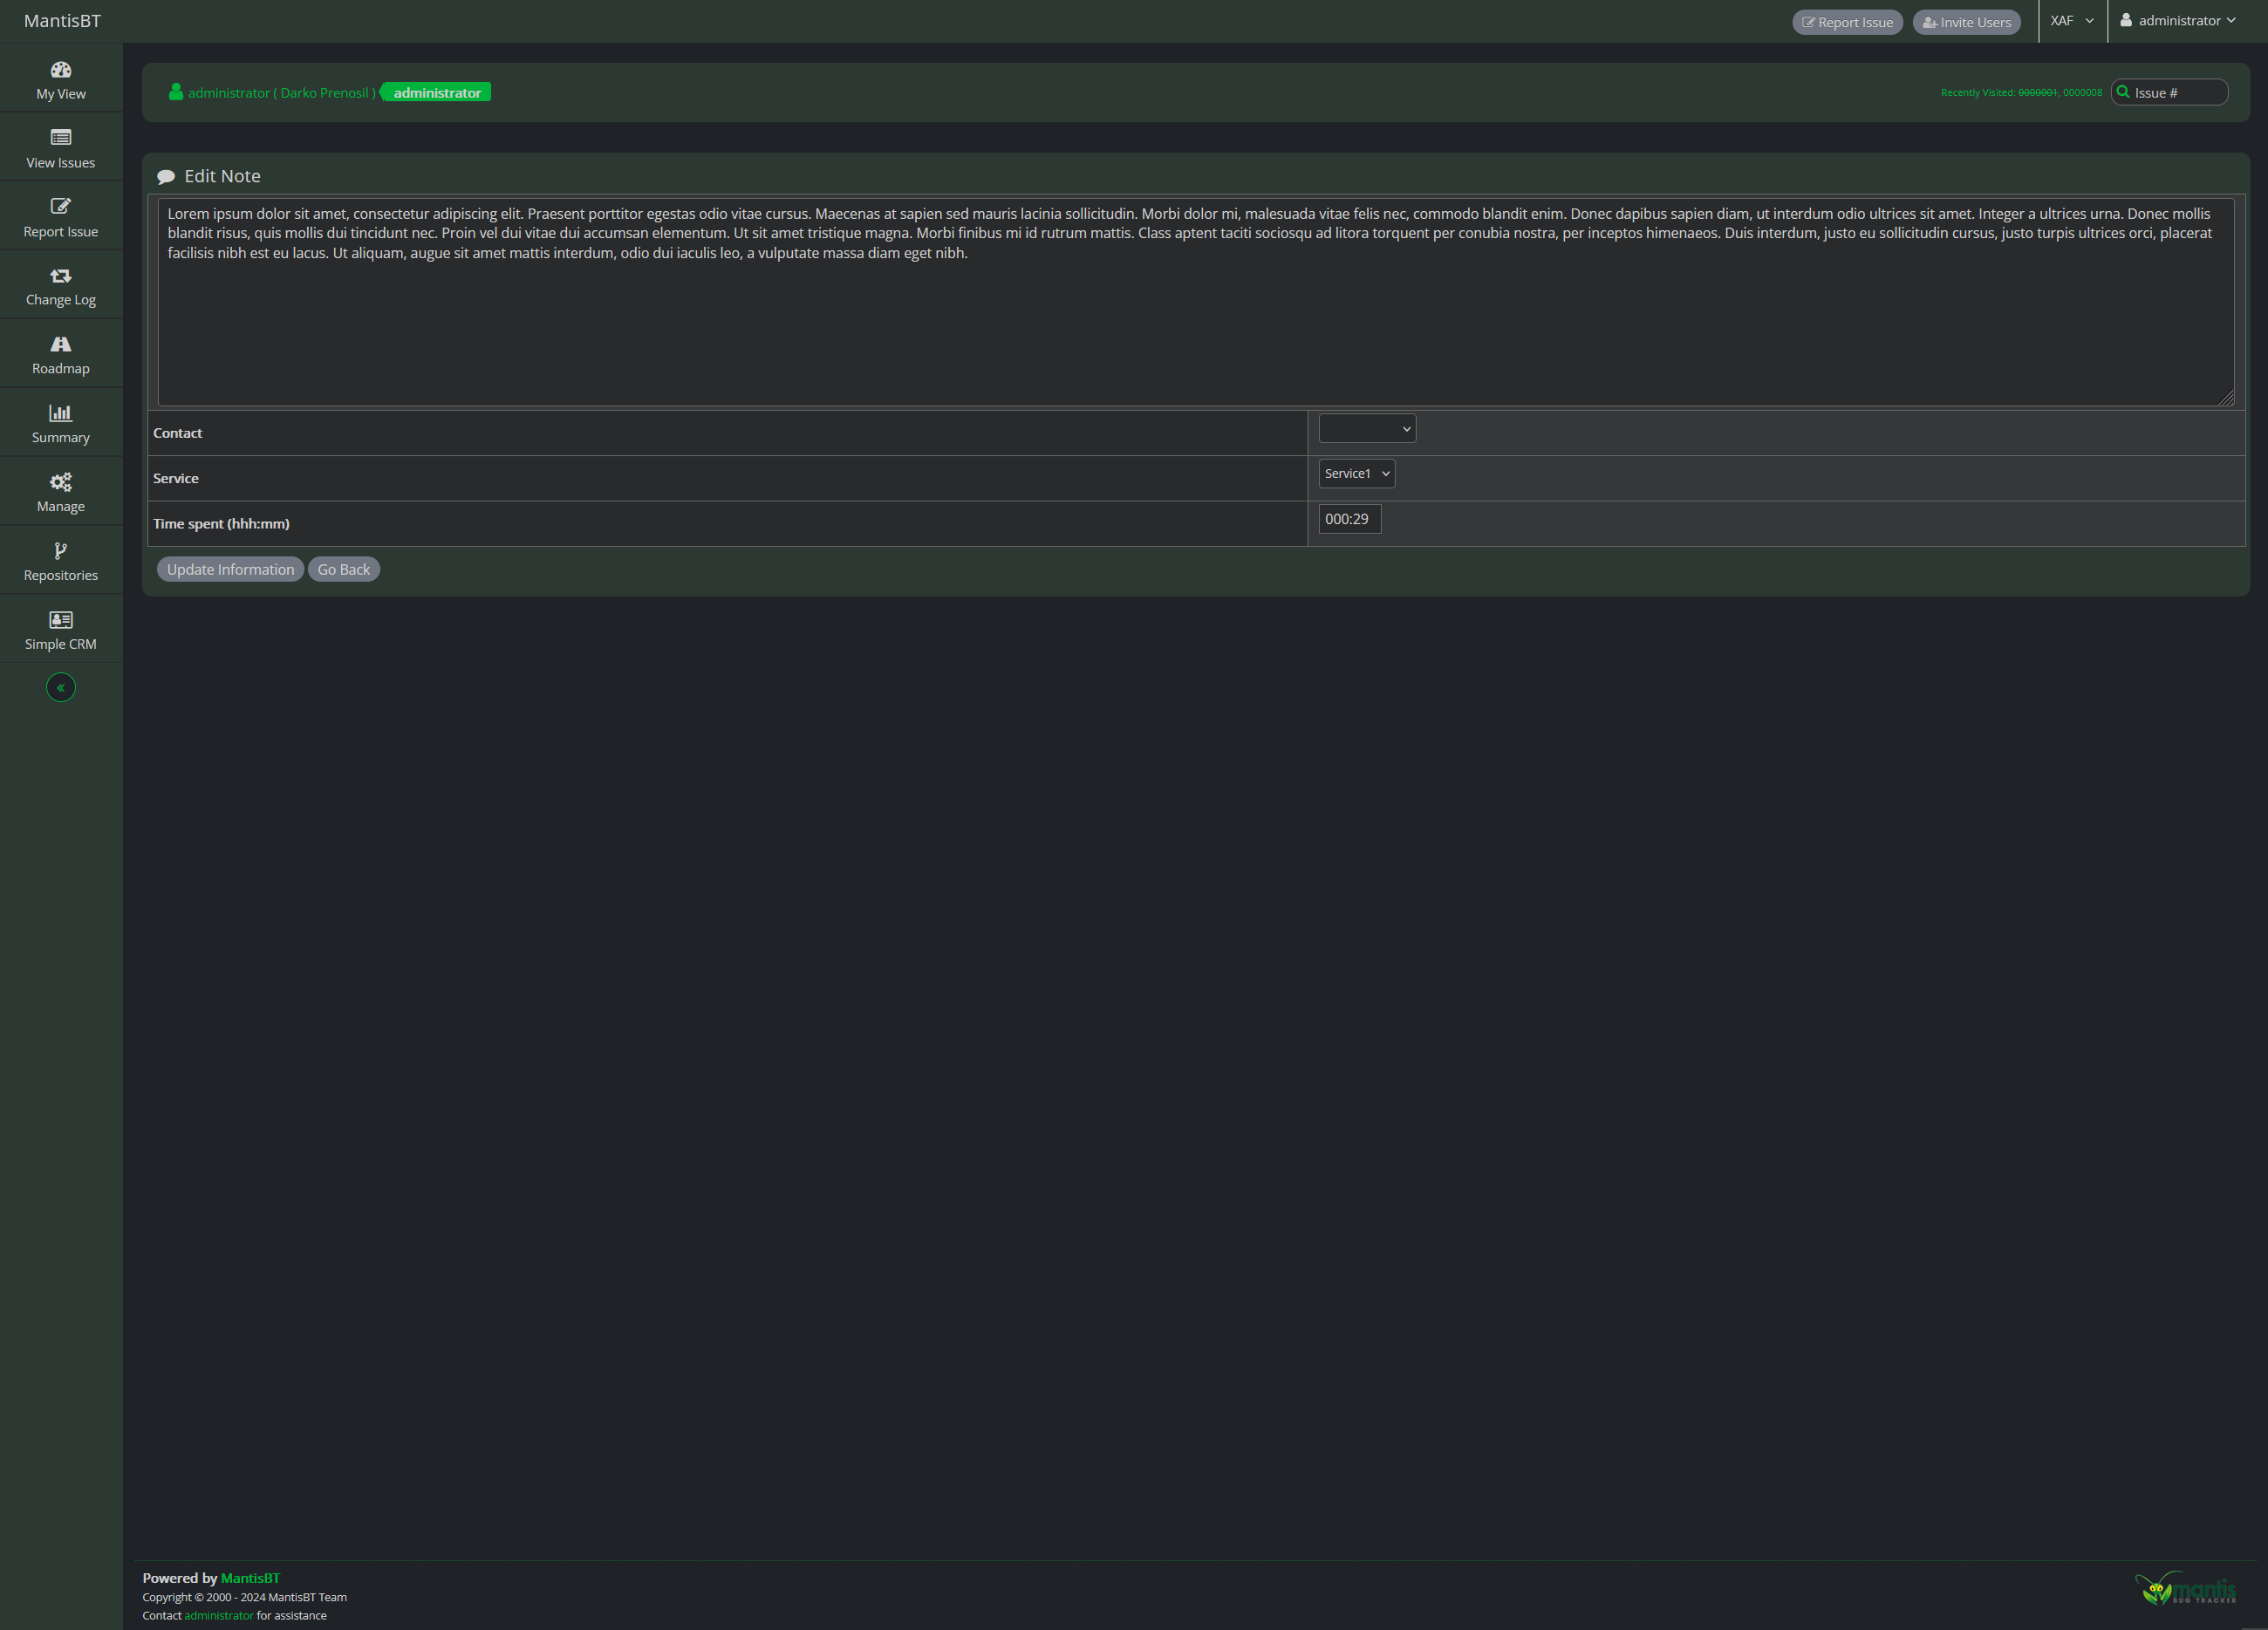 MantisBT
Report Issue
Invite Users
XAF
administrator
My View
View Issues
Report Issue
Change Log
Roadmap
Summary
Manage
Repositories
Simple CRM
administrator ( Darko Prenosil ) administrator
Recently Visited: 0000001, 0000008
Issue #
Edit Note
Lorem ipsum dolor sit amet, consectetur adipiscing elit. Praesent porttitor egestas odio vitae cursus. Maecenas at sapien sed mauris lacinia sollicitudin. Morbi dolor mi, malesuada vitae felis nec, commodo blandit enim. Donec dapibus sapien diam, ut interdum odio ultrices sit amet. Integer a ultrices urna. Donec mollis
blandit risus, quis mollis dui tincidunt nec. Proin vel dui vitae dui accumsan elementum. Ut sit amet tristique magna. Morbi finibus mi id rutrum mattis. Class aptent taciti sociosqu ad litora torquent per conubia nostra, per inceptos himenaeos. Duis interdum, justo eu sollicitudin cursus, justo turpis ultrices orci, placerat
facilisis nibh est eu lacus. Ut aliquam, augue sit amet mattis interdum, odio dui iaculis leo, a vulputate massa diam eget nibh.
Contact
Service
Service1
Time spent (hhh:mm)
000:29
Update Information
Go Back
Powered by MantisBT
Copyright © 2000 - 2024 MantisBT Team
Contact administrator for assistance
mantis
BUG TRACKER